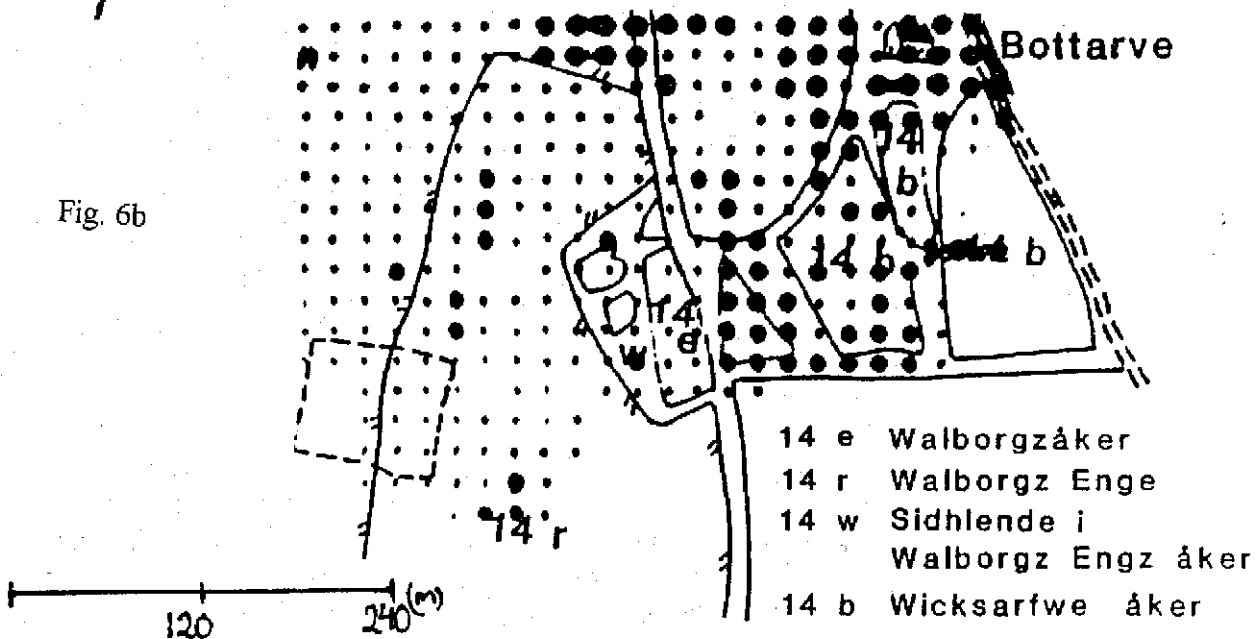 Bottarve
14
b
Fig. 6b
14 b
b
14
w e
14 e Walborgzåker
14 r Walborgz Enge
14 w Sidhlende i
Walborgz Engz åker
14 b Wicksarfwe åker
14 r
120 240 (m)